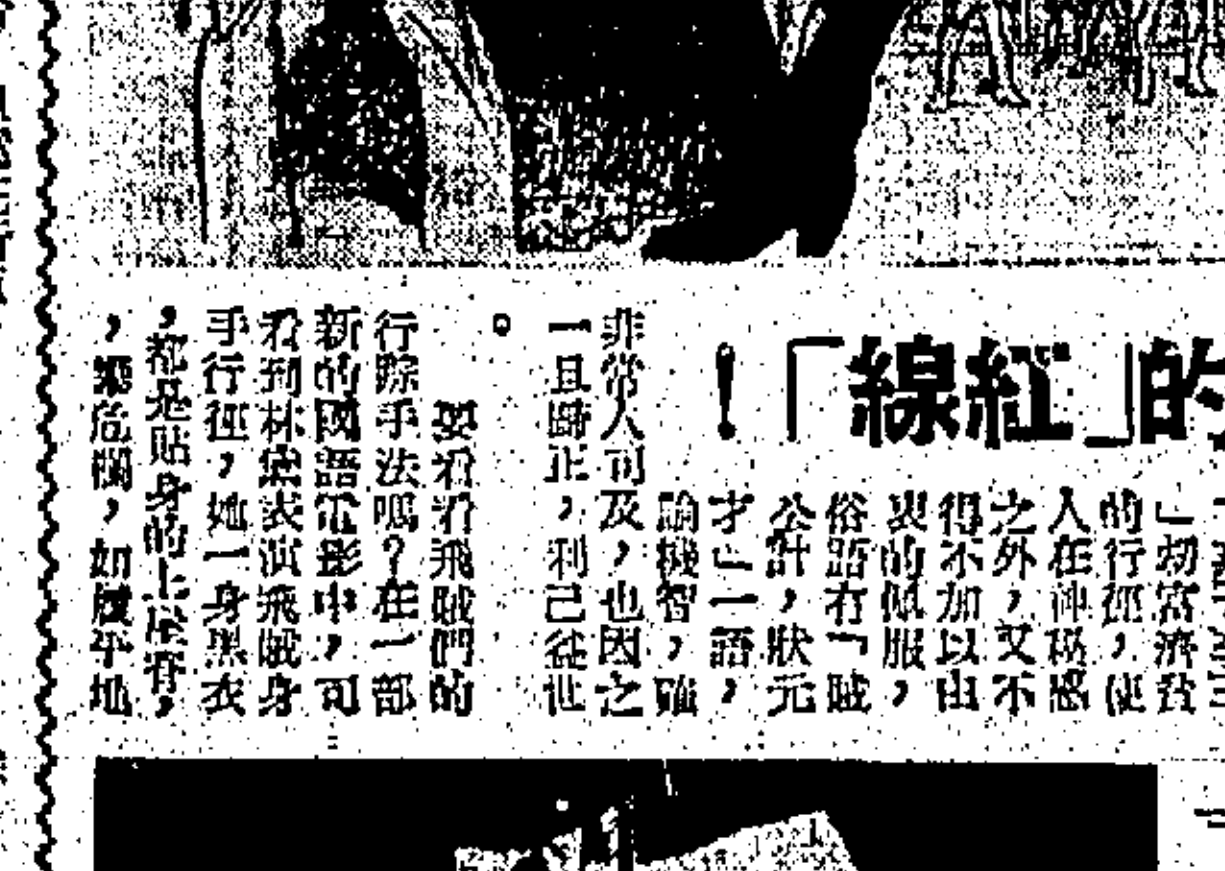 的「紅線」！
」劫富濟貧
的行徑，使
人在神秘感
之外，又不
得不加以由
衷的佩服，
俗語有「賊
公計，狀元
才」一語，
論機智，確
非常人可及，也因之
一旦歸正，利己益世
。
要看看飛賊們的
行踪手法嗎？在一部
新的國語電影中，可
看到林黛表演飛賊身
手行徑，她一身黑衣
，都是貼身的上，
，危欄，如履平地